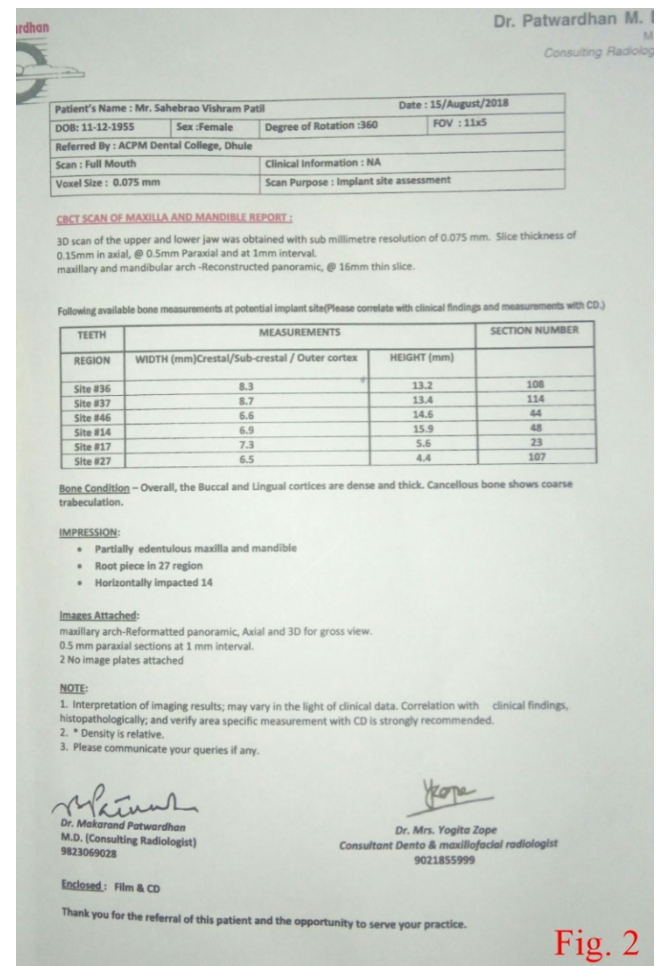 rdhan
Dr. Patwardhan M.
M
Consulting Radiolog
Patient's Name : Mr. Sahebrao Vishram Patil Date : 15/August/2018
DOB: 11-12-1955 Sex :Female Degree of Rotation :360 FOV : 11x5
Referred By : ACPM Dental College, Dhule
Scan : Full Mouth Clinical Information : NA
Voxel Size : 0.075 mm Scan Purpose : Implant site assessment
CBCT SCAN OF MAXILLA AND MANDIBLE REPORT :
3D scan of the upper and lower jaw was obtained with sub millimetre resolution of 0.075 mm. Slice thickness of
0.15mm in axial, @ 0.5mm Paraxial and at 1mm interval.
maxillary and mandibular arch -Reconstructed panoramic, @ 16mm thin slice.
Following available bone measurements at potential implant site(Please correlate with clinical findings and measurements with CD.)
TEETH MEASUREMENTS SECTION NUMBER
REGION WIDTH (mm)Crestal/Sub-crestal / Outer cortex HEIGHT (mm)
Site #36 8.3 13.2 108
Site #37 8.7 13.4 114
Site #46 6.6 14.6 44
Site #14 6.9 15.9 48
Site #17 7.3 5.6 23
Site #27 6.5 4.4 107
Bone Condition – Overall, the Buccal and Lingual cortices are dense and thick. Cancellous bone shows coarse
trabeculation.
IMPRESSION:
• Partially edentulous maxilla and mandible
• Root piece in 27 region
• Horizontally impacted 14
Images Attached:
maxillary arch-Reformatted panoramic, Axial and 3D for gross view.
0.5 mm paraxial sections at 1 mm interval.
2 No image plates attached
NOTE:
1. Interpretation of imaging results; may vary in the light of clinical data. Correlation with clinical findings,
histopathologically; and verify area specific measurement with CD is strongly recommended.
2. * Density is relative.
3. Please communicate your queries if any.
Dr. Makarand Patwardhan
M.D. (Consulting Radiologist)
9823069028
Dr. Mrs. Yogita Zope
Consultant Dento & maxillofacial radiologist
9021855999
Enclosed : Film & CD
Thank you for the referral of this patient and the opportunity to serve your practice.
Fig. 2